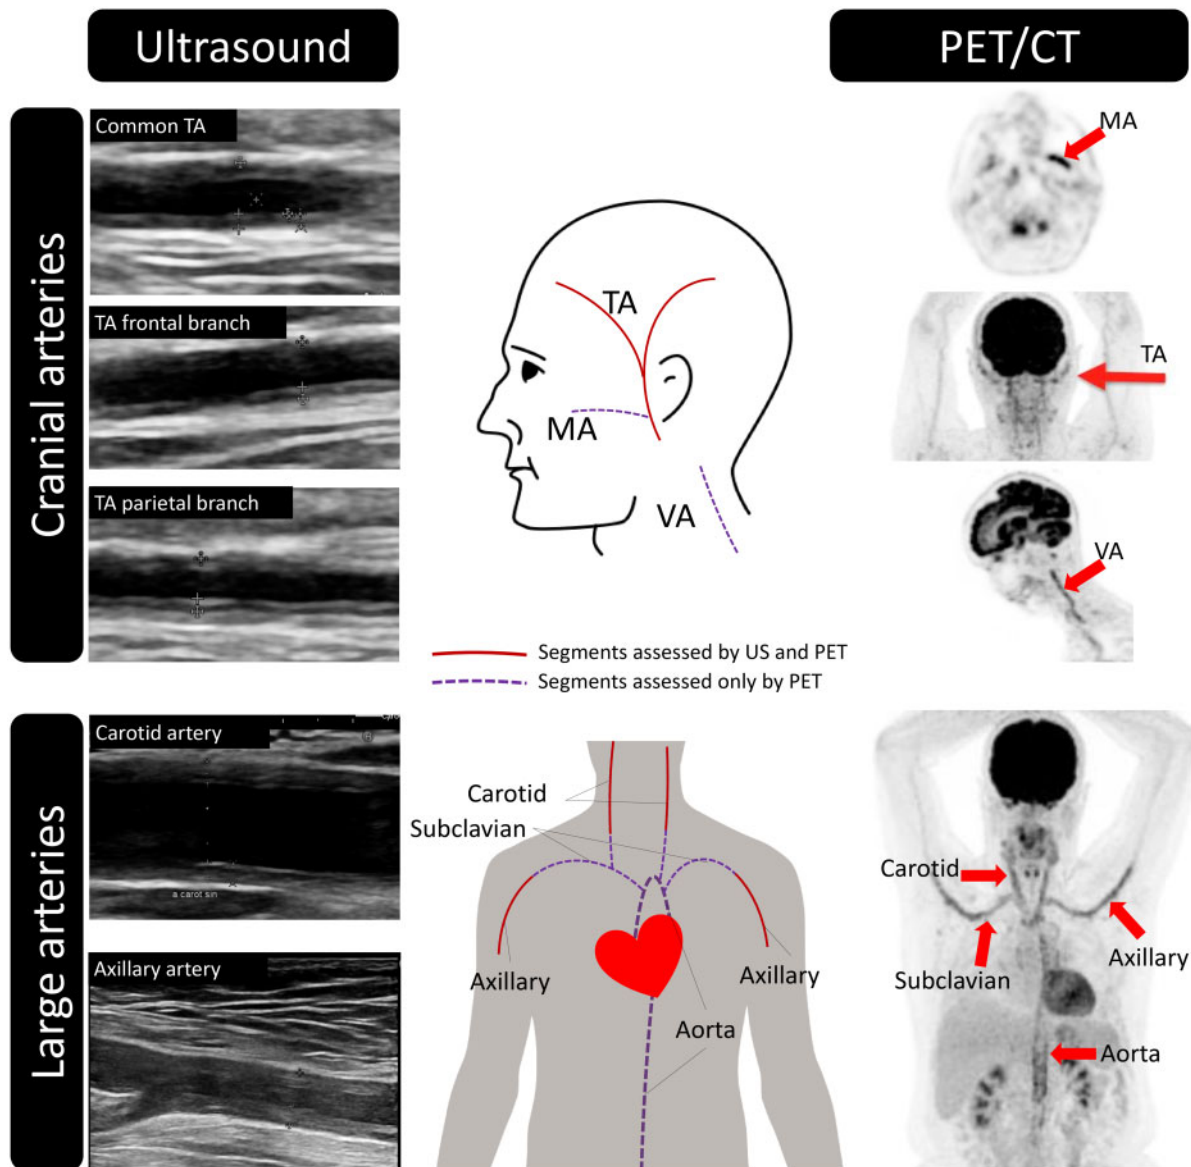 Ultrasound
PET/CT
Cranial arteries
Common TA
TA frontal branch
TA parietal branch
TA
MA
VA
MA
TA
VA
Segments assessed by US and PET
Segments assessed only by PET
Large arteries
Carotid artery
a carot sin
Axillary artery
Carotid
Subclavian
Axillary
Axillary
Aorta
Carotid
Subclavian
Axillary
Aorta